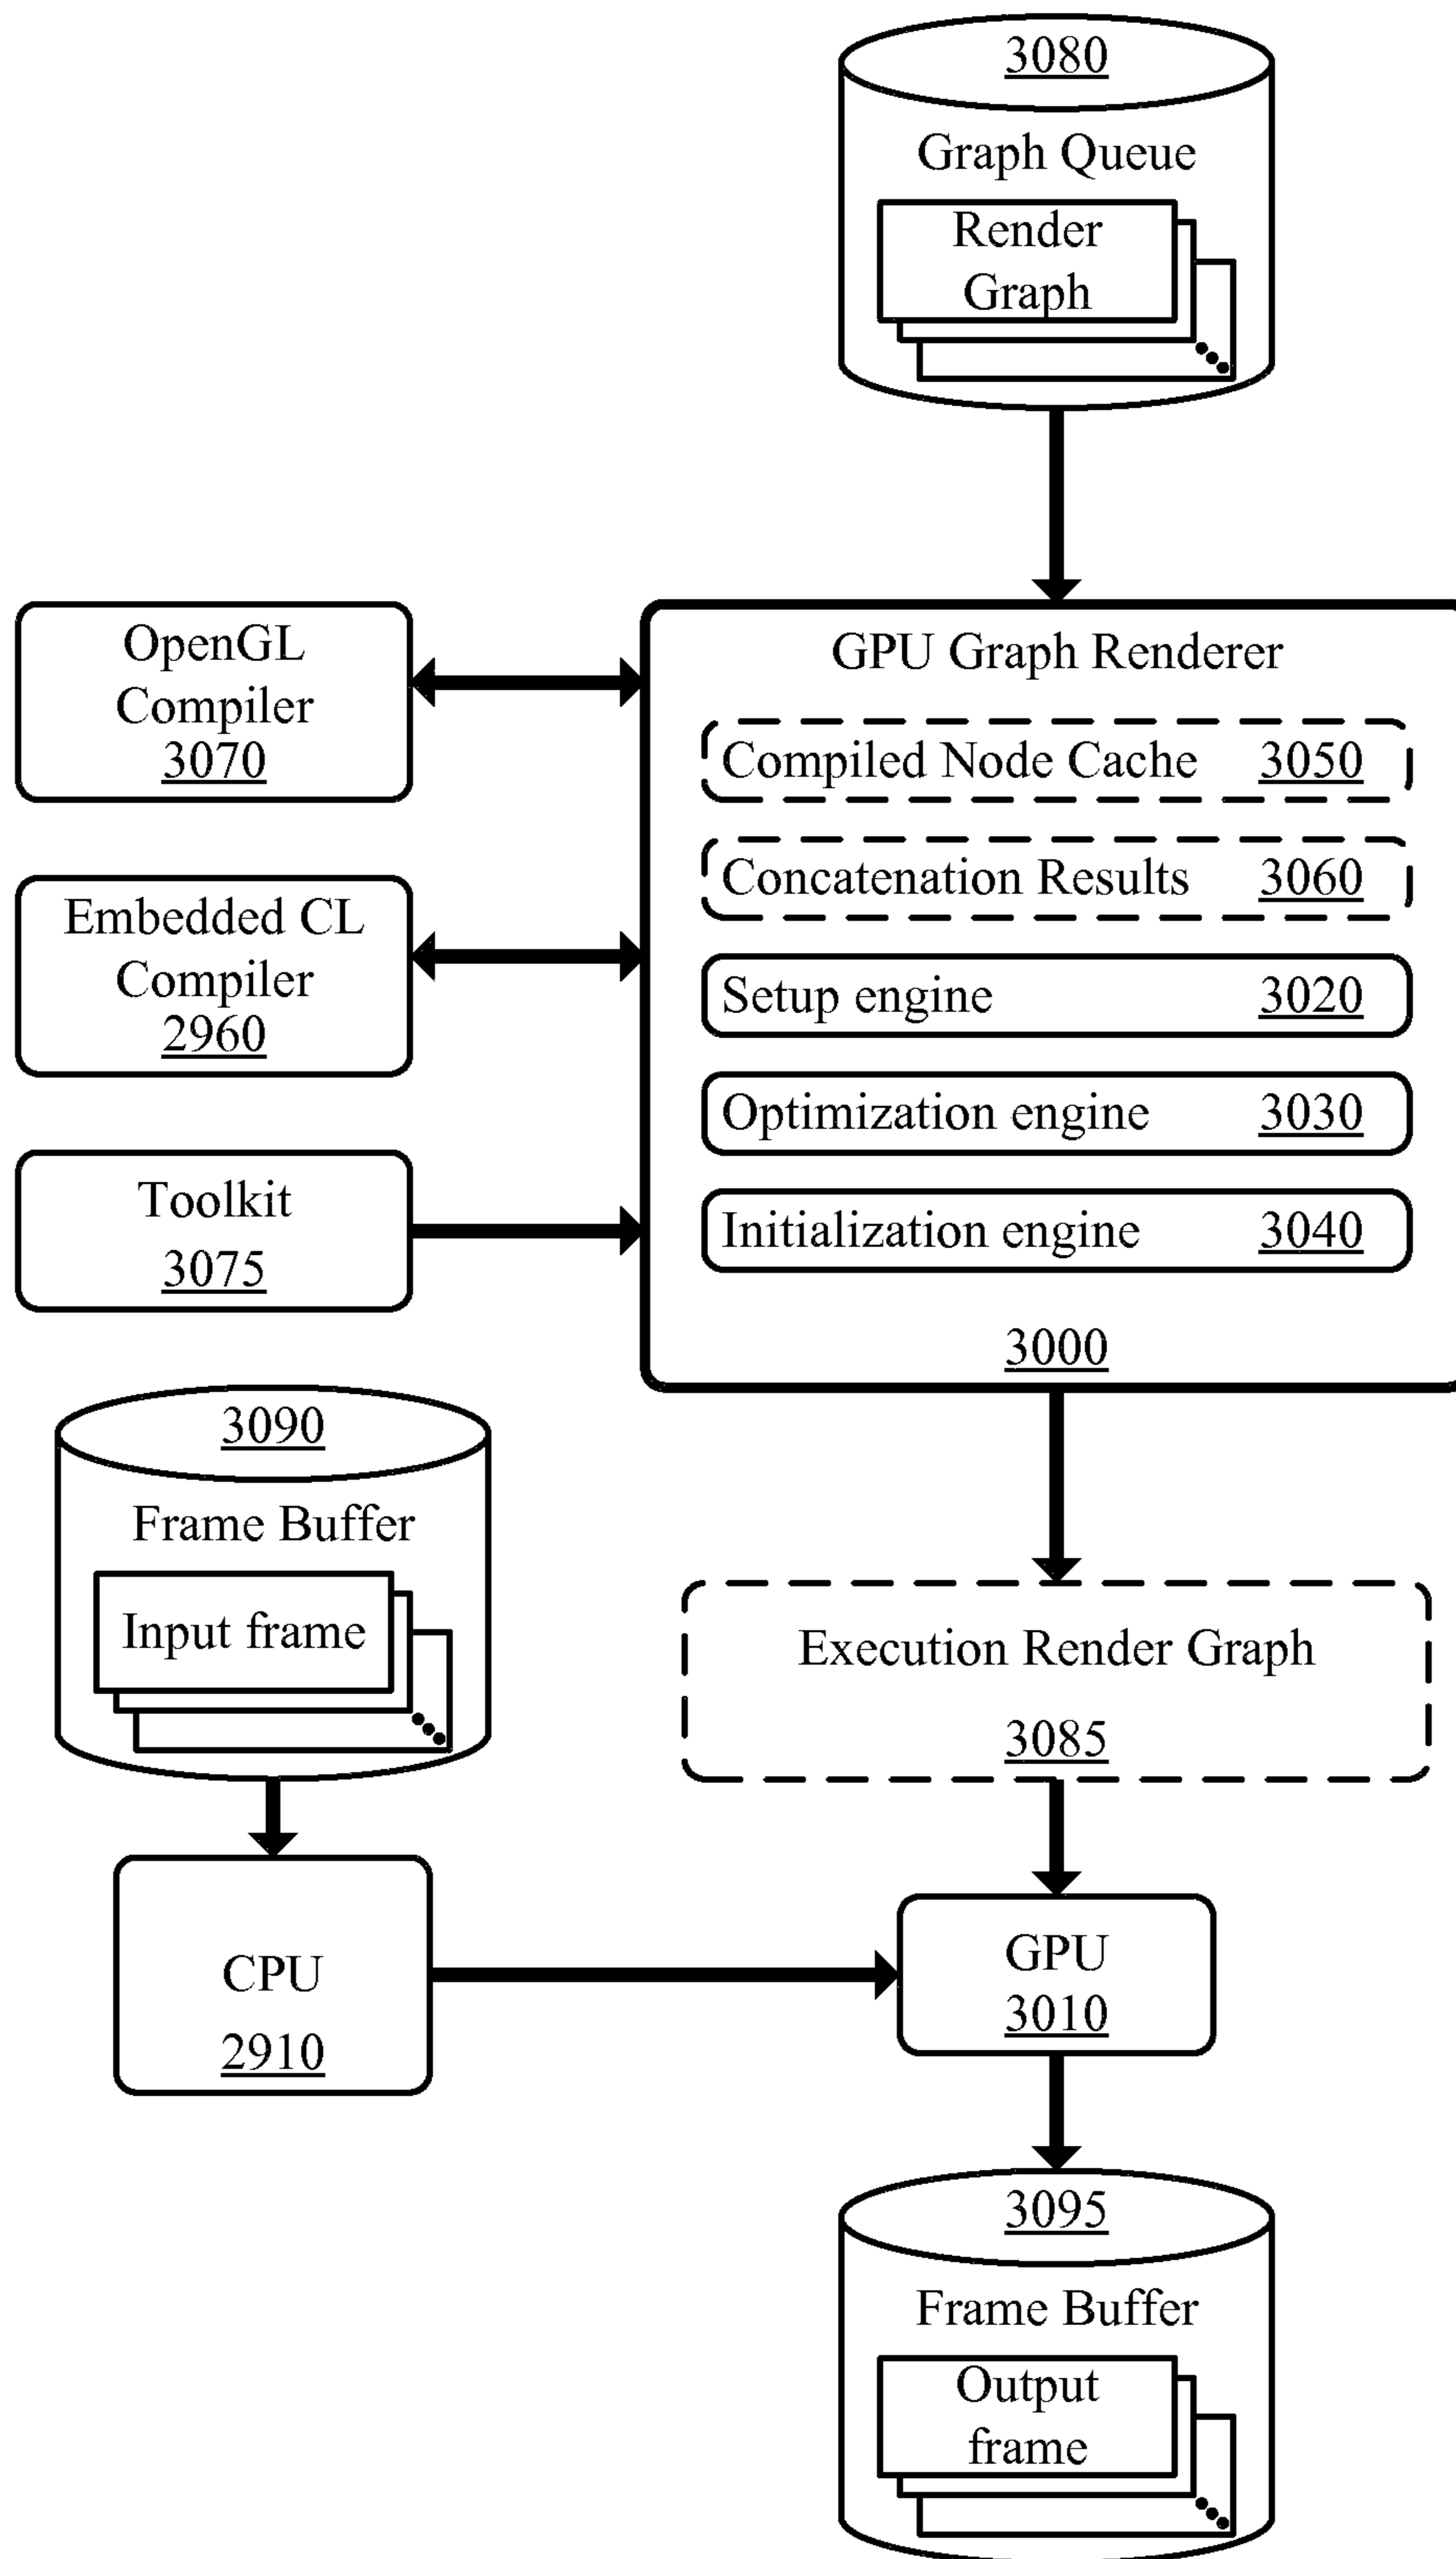 3080
Graph Queue
Render
Graph
OpenGL
Compiler
3070
Embedded CL
Compiler
2960
Toolkit
3075
GPU Graph Renderer
Compiled Node Cache 3050
Concatenation Results 3060
Setup engine 3020
Optimization engine 3030
Initialization engine 3040
3000
3090
Frame Buffer
Input frame
Execution Render Graph
3085
CPU
2910
GPU
3010
3095
Frame Buffer
Output
frame